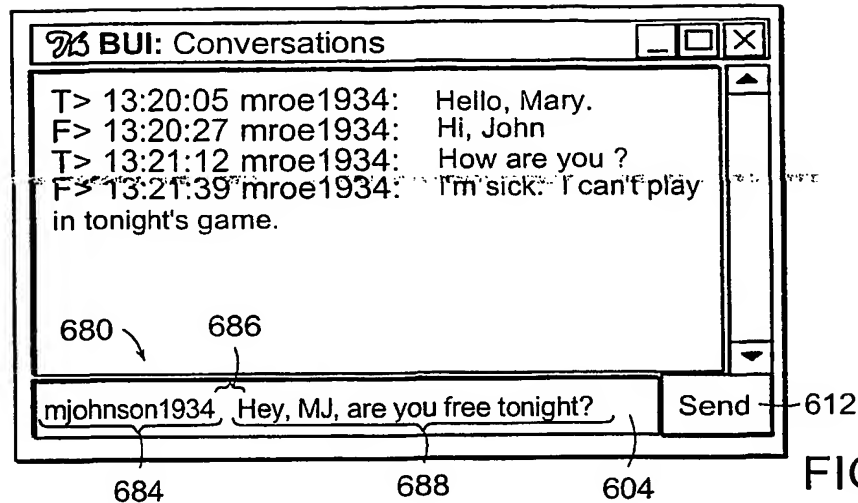 BUI: Conversations
T> 13:20:05 mroe1934: Hello, Mary.
F> 13:20:27 mroe1934: Hi, John
T> 13:21:12 mroe1934: How are you ?
F> 13:21:39 mroe1934: I'm sick. I can't play
in tonight's game.
680 686
mjohnson1934 Hey, MJ, are you free tonight? Send 612
684 688 604 FIG